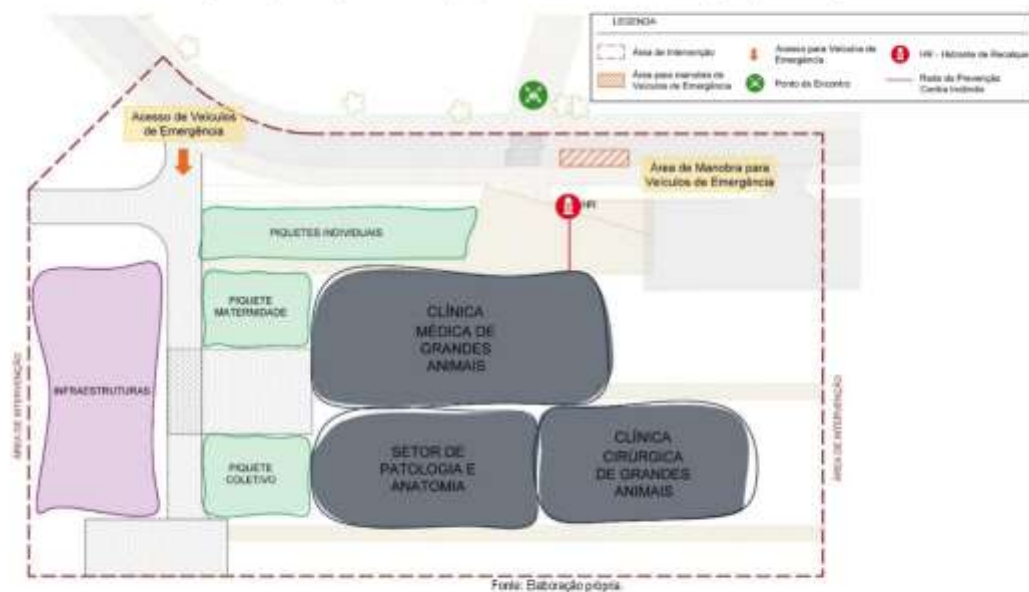 LEGENDA
Área de Intervenção
Acesso para Veículos de
Emergência
HR - Hidrante de Recalque
Área para manobra de
Veículos de Emergência
Ponto de Encontro
Rede de Prevenção
Contra Incêndio
Acesso de Veículos
de Emergência
Área de Manobra para
Veículos de Emergência
HR
PIQUETES INDIVIDUAIS
PIQUETE
MATERNIDADE
CLÍNICA
MÉDICA DE
GRANDES
ANIMAIS
INFRAESTRUTURAS
ÁREA DE INTERVENÇÃO
ÁREA DE INTERVENÇÃO
PIQUETE
COLETIVO
SETOR DE
PATOLOGIA E
ANATOMIA
CLÍNICA
CIRÚRGICA
DE GRANDES
ANIMAIS
Fonte: Elaboração própria.